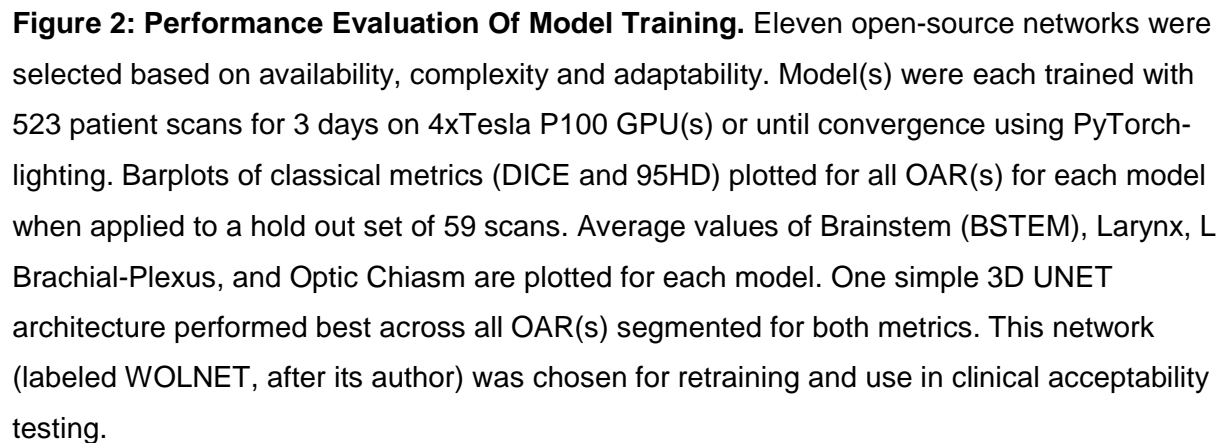 Figure 2: Performance Evaluation Of Model Training. Eleven open-source networks were
selected based on availability, complexity and adaptability. Model(s) were each trained with
523 patient scans for 3 days on 4xTesla P100 GPU(s) or until convergence using PyTorch-
lighting. Barplots of classical metrics (DICE and 95HD) plotted for all OAR(s) for each model
when applied to a hold out set of 59 scans. Average values of Brainstem (BSTEM), Larynx, L
Brachial-Plexus, and Optic Chiasm are plotted for each model. One simple 3D UNET
architecture performed best across all OAR(s) segmented for both metrics. This network
(labeled WOLNET, after its author) was chosen for retraining and use in clinical acceptability
testing.